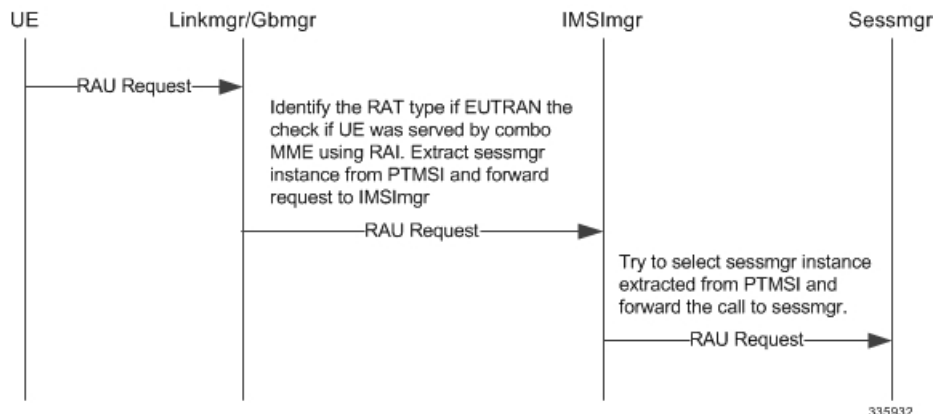 UE
Linkmgr/Gbmgr
IMSImgr
Sessmgr
RAU Request
Identify the RAT type if EUTRAN the
check if UE was served by combo
MME using RAI. Extract sessmgr
instance from PTMSI and forward
request to IMSImgr
RAU Request
Try to select sessmgr instance
extracted from PTMSI and
forward the call to sessmgr.
RAU Request
335932